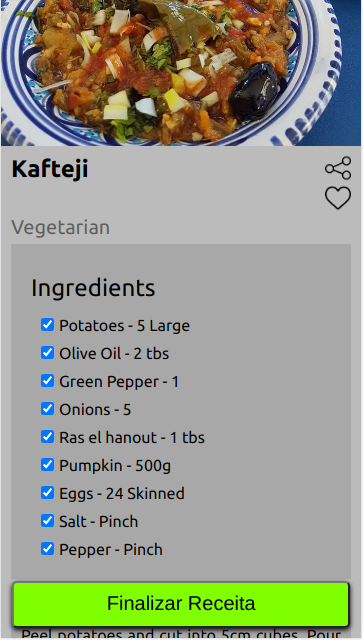 Kafteji
Vegetarian
Ingredients
Potatoes - 5 Large
Olive Oil - 2 tbs
Green Pepper - 1
Onions - 5
Ras el hanout - 1 tbs
Pumpkin - 500g
Eggs - 24 Skinned
Salt - Pinch
Pepper - Pinch
Finalizar Receita
Peel potatoes and cut into 5cm cubes. Pour